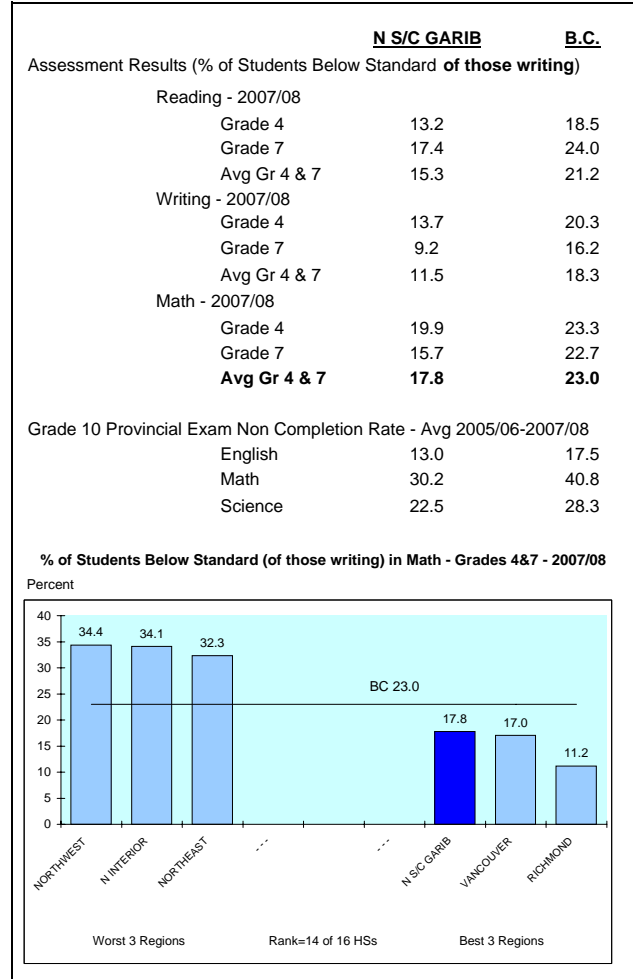 N S/C GARIB B.C.
Assessment Results (% of Students Below Standard of those writing)
Reading - 2007/08
Grade 4 13.2 18.5
Grade 7 17.4 24.0
Avg Gr 4 & 7 15.3 21.2
Writing - 2007/08
Grade 4 13.7 20.3
Grade 7 9.2 16.2
Avg Gr 4 & 7 11.5 18.3
Math - 2007/08
Grade 4 19.9 23.3
Grade 7 15.7 22.7
Avg Gr 4 & 7 17.8 23.0
Grade 10 Provincial Exam Non Completion Rate - Avg 2005/06-2007/08
English 13.0 17.5
Math 30.2 40.8
Science 22.5 28.3
% of Students Below Standard (of those writing) in Math - Grades 4&7 - 2007/08
Percent
40
35
30
25
20
15
10
5
0
34.4 34.1 32.3
BC 23.0
17.8 17.0 11.2
NORTHWEST N INTERIOR NORTHEAST - - - - - - N S/C GARIB VANCOUVER RICHMOND
Worst 3 Regions Rank=14 of 16 HSs Best 3 Regions